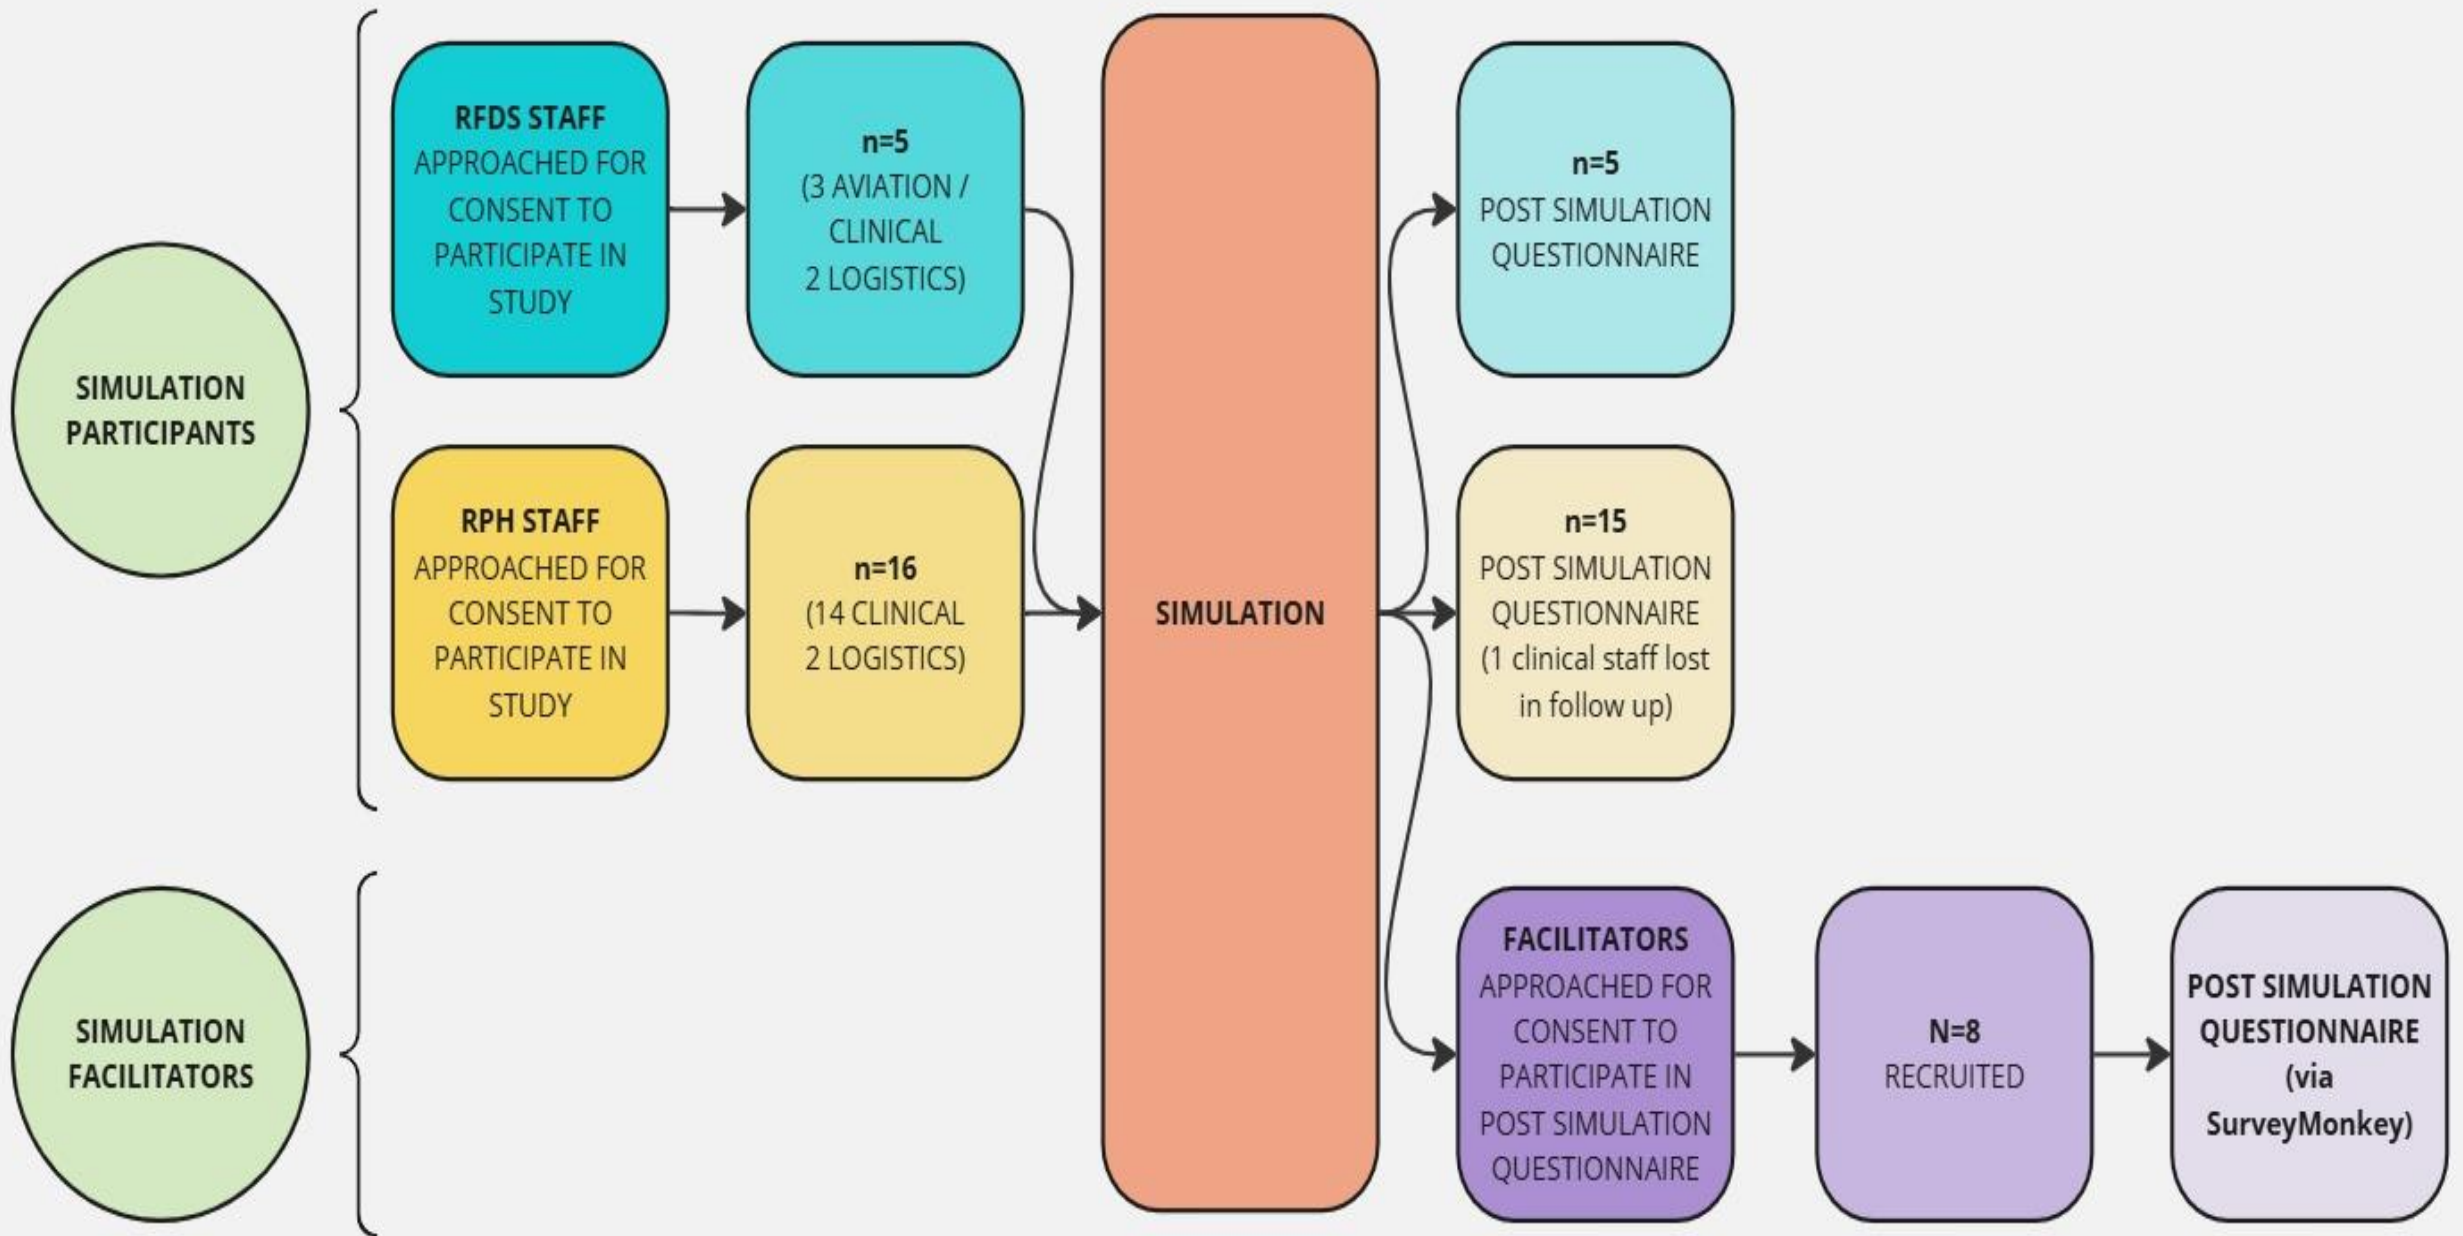 SIMULATION
PARTICIPANTS
RFDS STAFF
APPROACHED FOR
CONSENT TO
PARTICIPATE IN
STUDY
n=5
(3 AVIATION /
CLINICAL
2 LOGISTICS)
RPH STAFF
APPROACHED FOR
CONSENT TO
PARTICIPATE IN
STUDY
n=16
(14 CLINICAL
2 LOGISTICS)
SIMULATION
n=5
POST SIMULATION
QUESTIONNAIRE
n=15
POST SIMULATION
QUESTIONNAIRE
(1 clinical staff lost
in follow up)
SIMULATION
FACILITATORS
FACILITATORS
APPROACHED FOR
CONSENT TO
PARTICIPATE IN
POST SIMULATION
QUESTIONNAIRE
N=8
RECRUITED
POST SIMULATION
QUESTIONNAIRE
(via
SurveyMonkey)